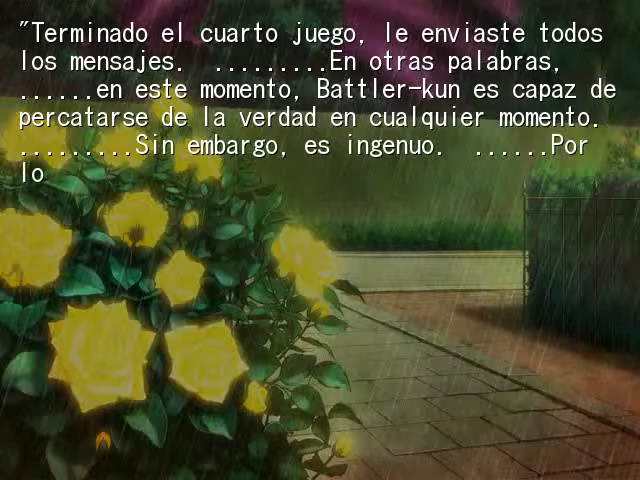 "Terminado el cuarto juego, le enviaste todos
los mensajes.  .........En otras palabras,
......en este momento, Battler-kun es capaz de
percatarse de la verdad en cualquier momento.
.........Sin embargo, es ingenuo.  ......Por
lo